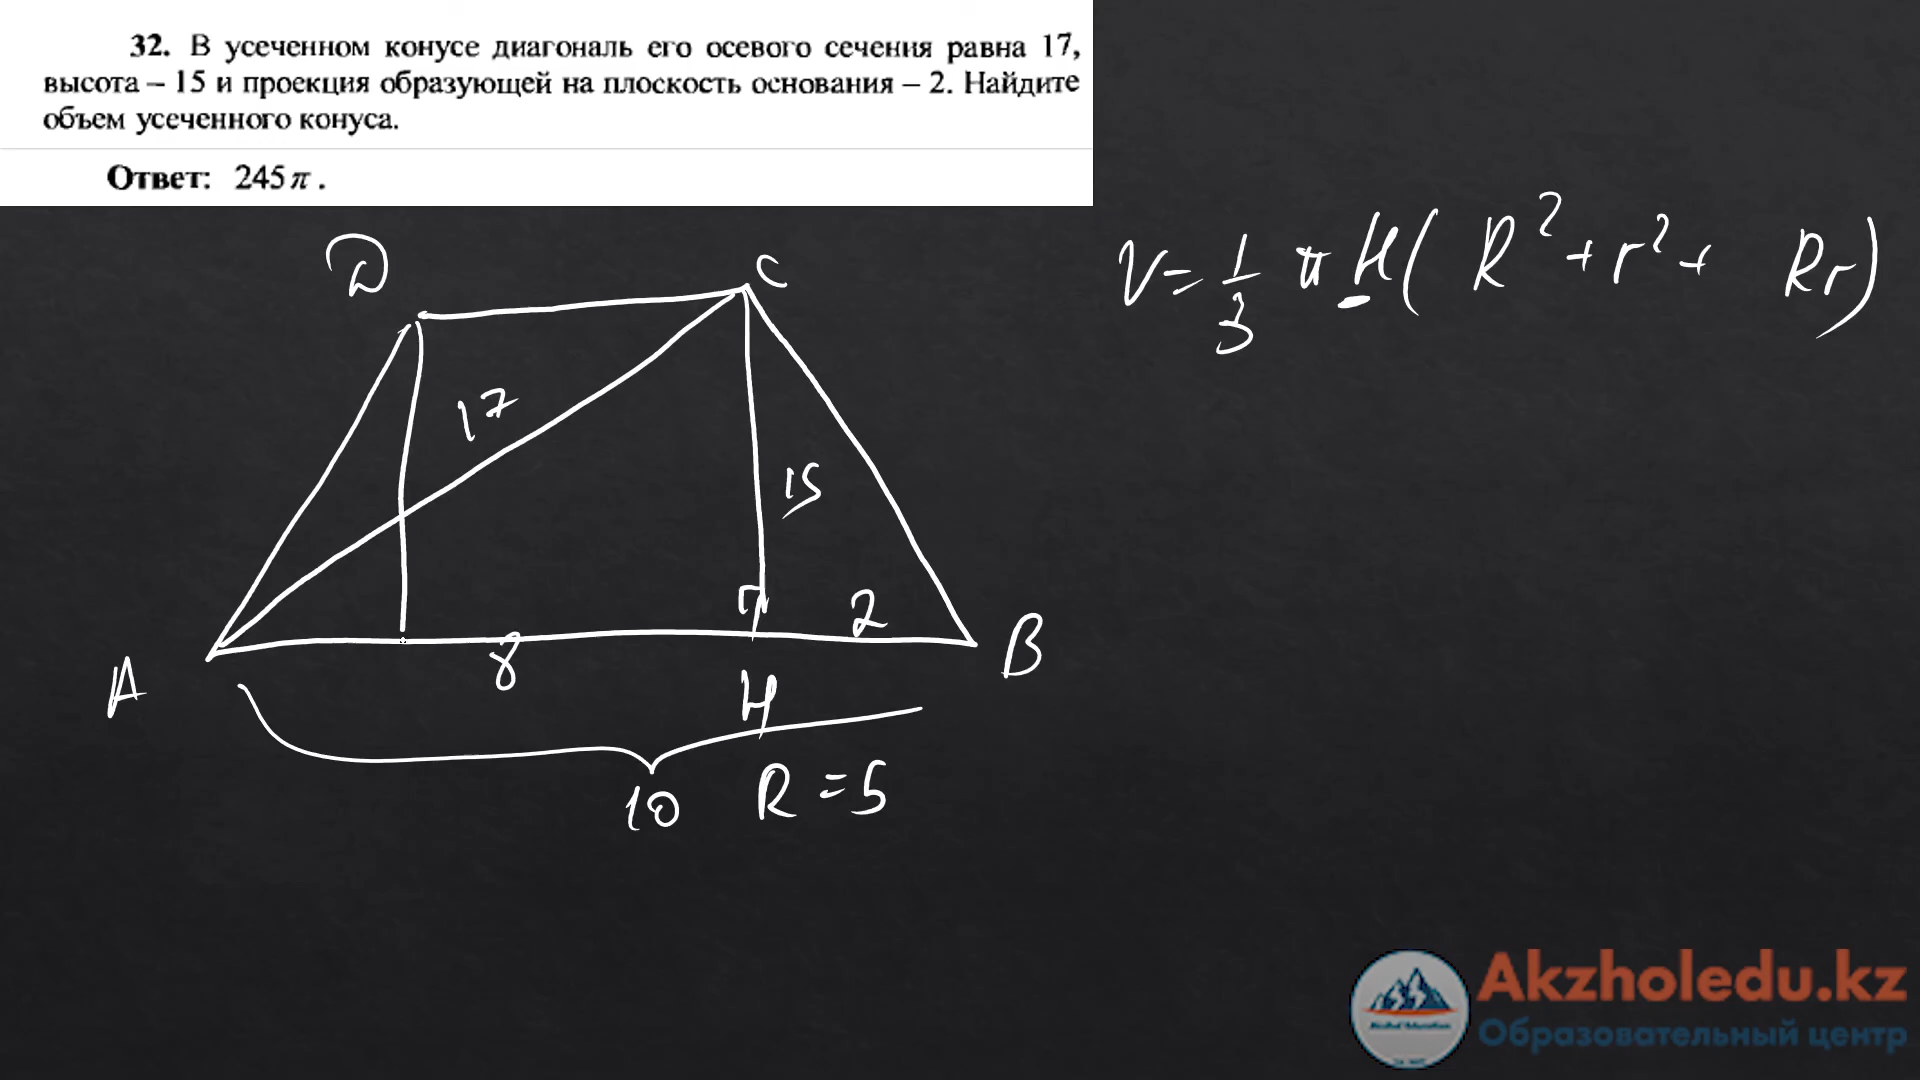 32. В усеченном конусе диагональ его осевого сечения равна 17,
высота – 15 и проекция образующей на плоскость основания – 2. Найдите
объем усеченного конуса.
Ответ: 245π.
V = 1/3 π H ( R² + r² + Rr )
D
C
17
15
2
8
A
H
B
10
R = 5
Akzholedu.kz
Образовательный центр